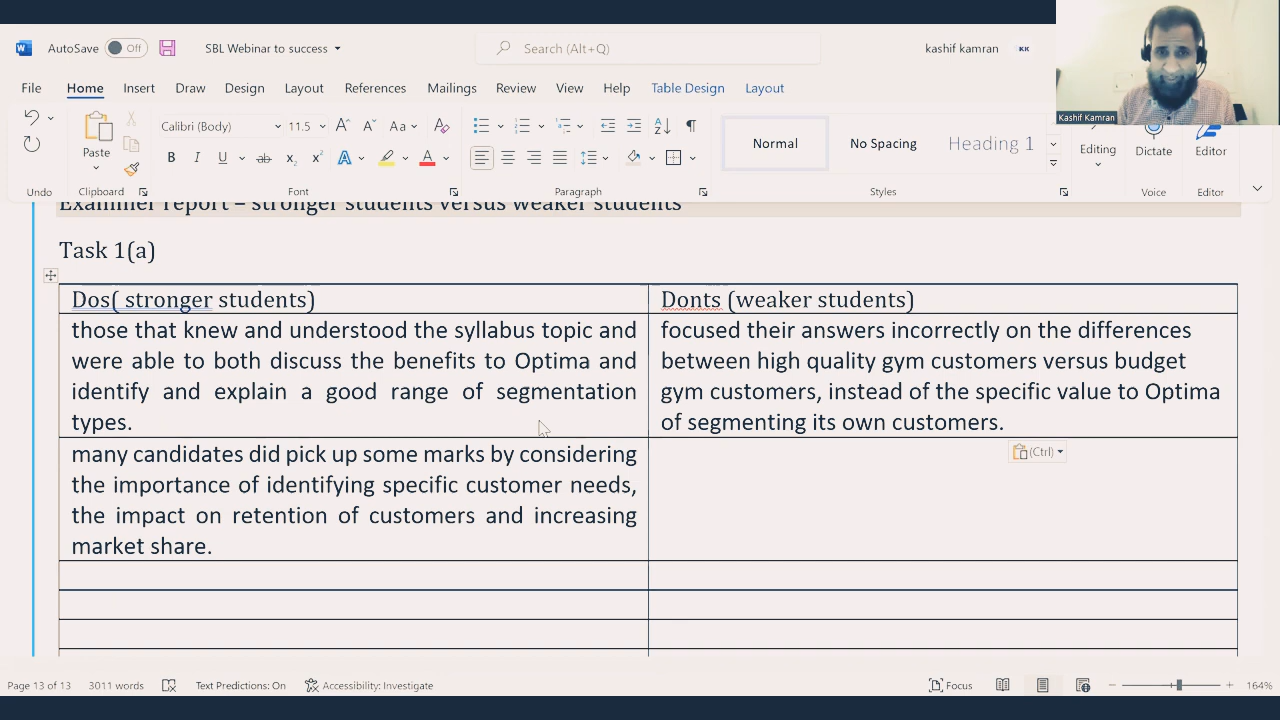 AutoSave Off SBL Webinar to success Search (Alt+Q) kashif kamran KK
File Home Insert Draw Design Layout References Mailings Review View Help Table Design Layout
Kashif Kamran
Calibri (Body) 11.5 Normal No Spacing Heading 1
Paste Editing Dictate Editor
Undo Clipboard Font Paragraph Styles Voice Editor
Examiner report – stronger students versus weaker students
Task 1(a)
Dos( stronger students)
Donts (weaker students)
those that knew and understood the syllabus topic and
were able to both discuss the benefits to Optima and
identify and explain a good range of segmentation
types.
focused their answers incorrectly on the differences
between high quality gym customers versus budget
gym customers, instead of the specific value to Optima
of segmenting its own customers.
(Ctrl)
many candidates did pick up some marks by considering
the importance of identifying specific customer needs,
the impact on retention of customers and increasing
market share.
Page 13 of 13 3011 words Text Predictions: On Accessibility: Investigate Focus 164%